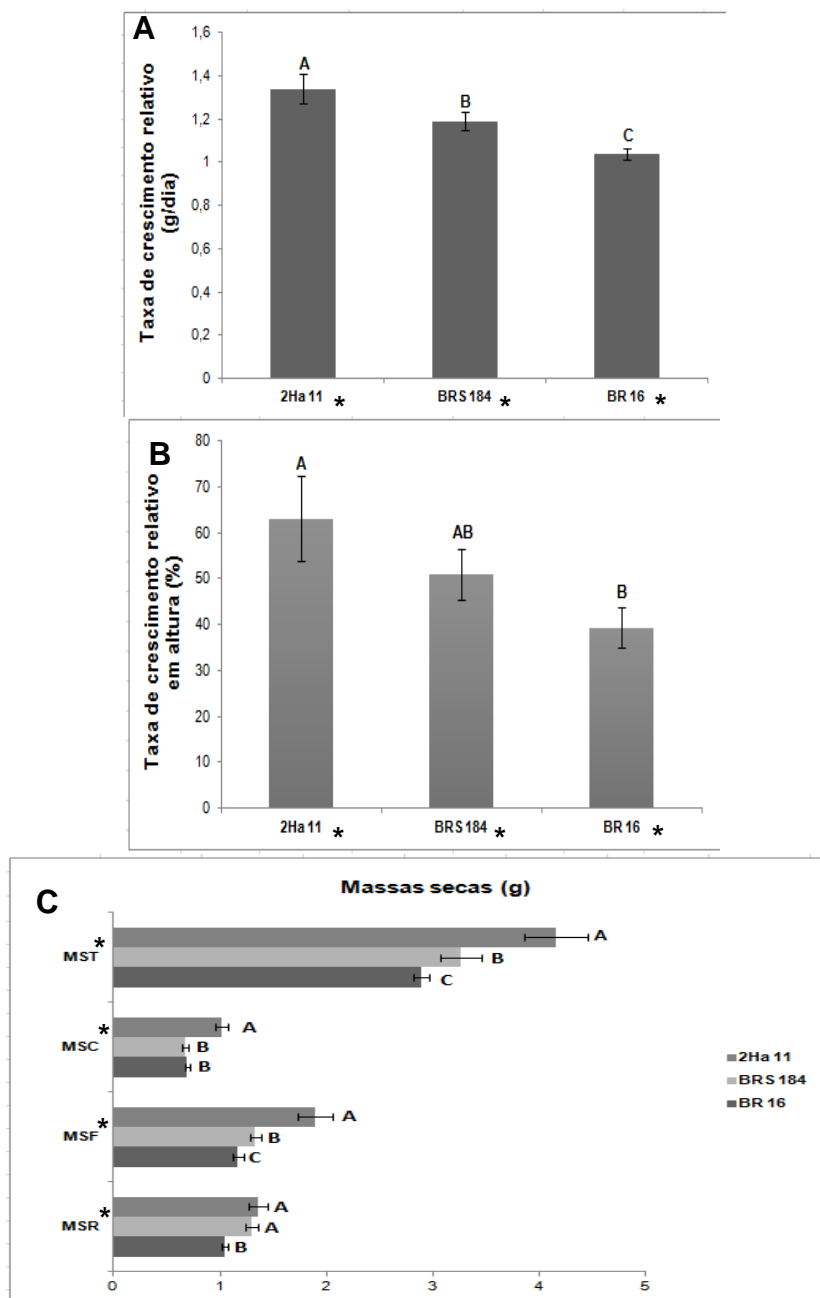 A
Taxa de crescimento relativo
(g/dia)
1,6
1,4
1,2
1
0,8
0,6
0,4
0,2
0
A
B
C
2Ha 11 *
BRS 184 *
BR 16 *
B
Taxa de crescimento relativo
em altura (%)
80
70
60
50
40
30
20
10
0
A
AB
B
2Ha 11 *
BRS 184 *
BR 16 *
C
Massas secas (g)
* MST
A
B
C
* MSC
A
B
B
* MSF
A
B
C
* MSR
A
A
B
2Ha 11
BRS 184
BR 16
0 1 2 3 4 5